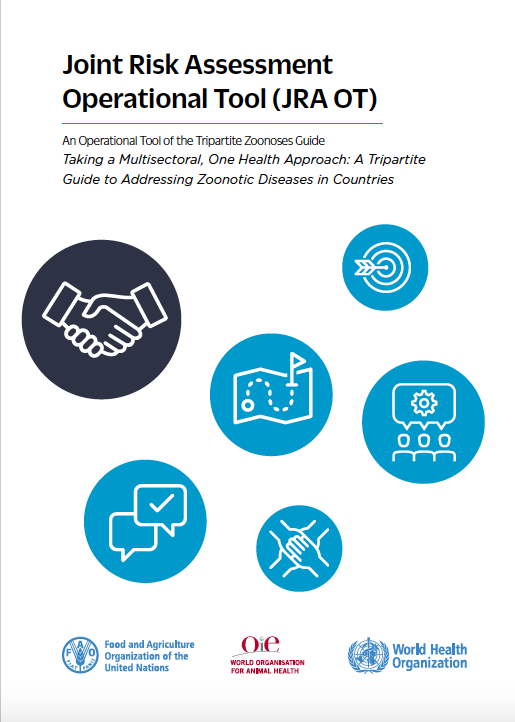 Joint Risk Assessment
Operational Tool (JRA OT)
An Operational Tool of the Tripartite Zoonoses Guide
Taking a Multisectoral, One Health Approach: A Tripartite
Guide to Addressing Zoonotic Diseases in Countries
F A O
FIAT PANIS
Food and Agriculture
Organization of the
United Nations
OiE
WORLD ORGANISATION
FOR ANIMAL HEALTH
World Health
Organization